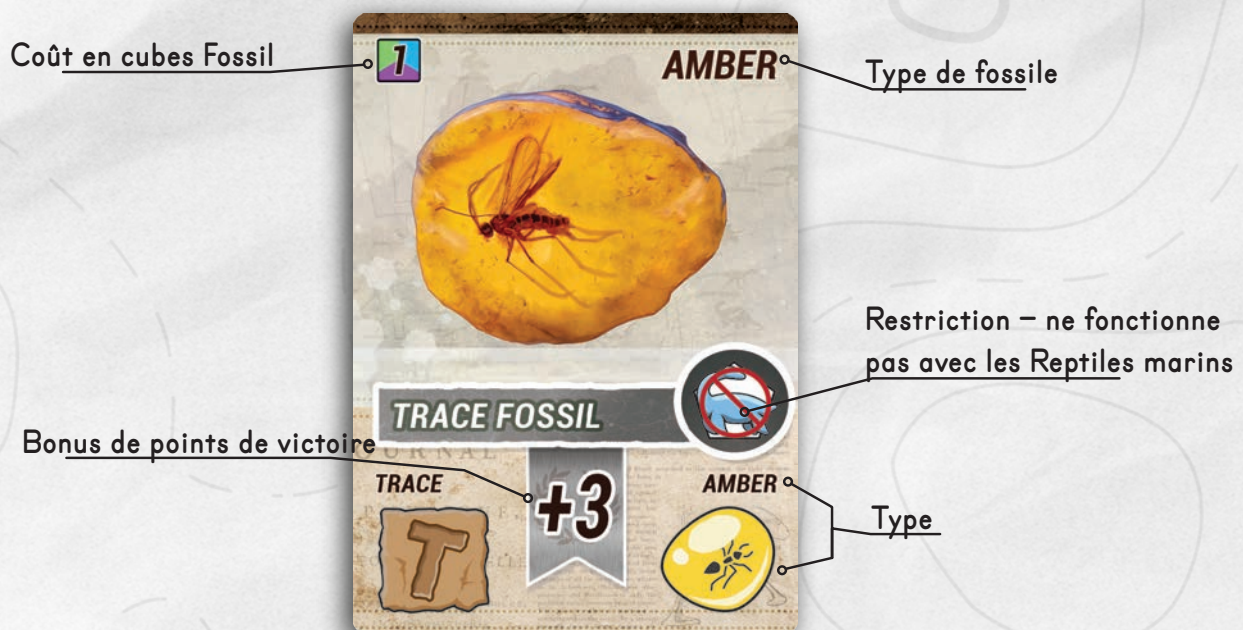 Coût en cubes Fossil
1
AMBER
Type de fossile
Restriction – ne fonctionne
pas avec les Reptiles marins
TRACE FOSSIL
Bonus de points de victoire
JOURNAL
TRACE
+3
AMBER
T
Type